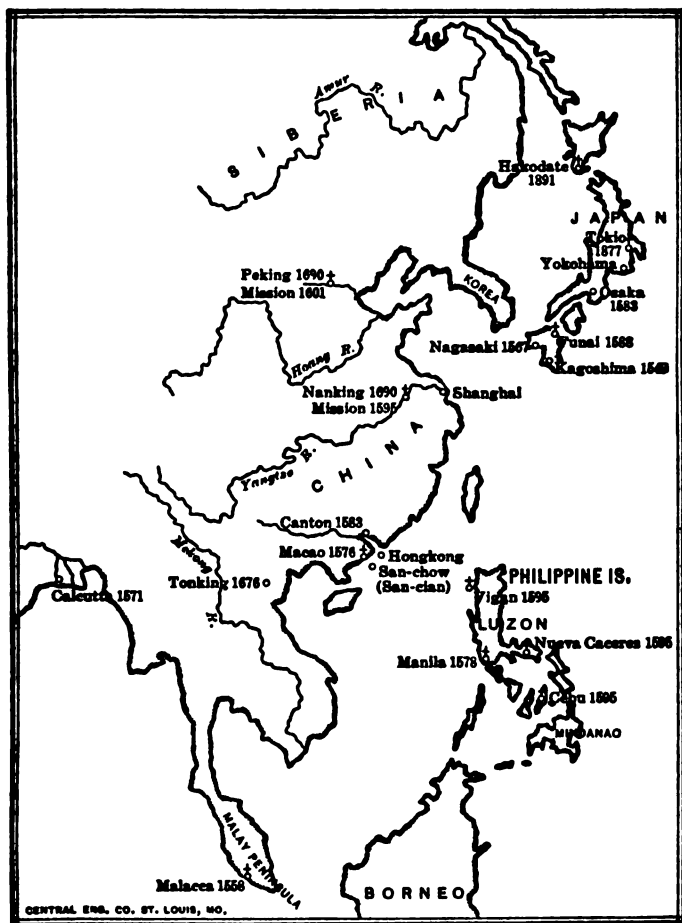 Amur R.
SIBERIA
Hakodate
1891
JAPAN
Tokio
1877
Yokohama
Osaka
1583
Peking 1690
Mission 1601
KOREA
Hoang R.
Nagasaki 1567
Funai 1588
Kagoshima 1549
Nanking 1690
Mission 1595
Shanghai
Yangtse R.
CHINA
Canton 1583
Macao 1576
Hongkong
San-chow
(San-cian)
Mekong R.
Tonking 1676
Calcutta 1571
PHILIPPINE IS.
Vigan 1595
LUZON
Nueva Caceres 1595
Manila 1578
Cebu 1595
MINDANAO
MALAY PENINSULA
Malacca 1558
BORNEO
CENTRAL ENG. CO. ST. LOUIS, MO.